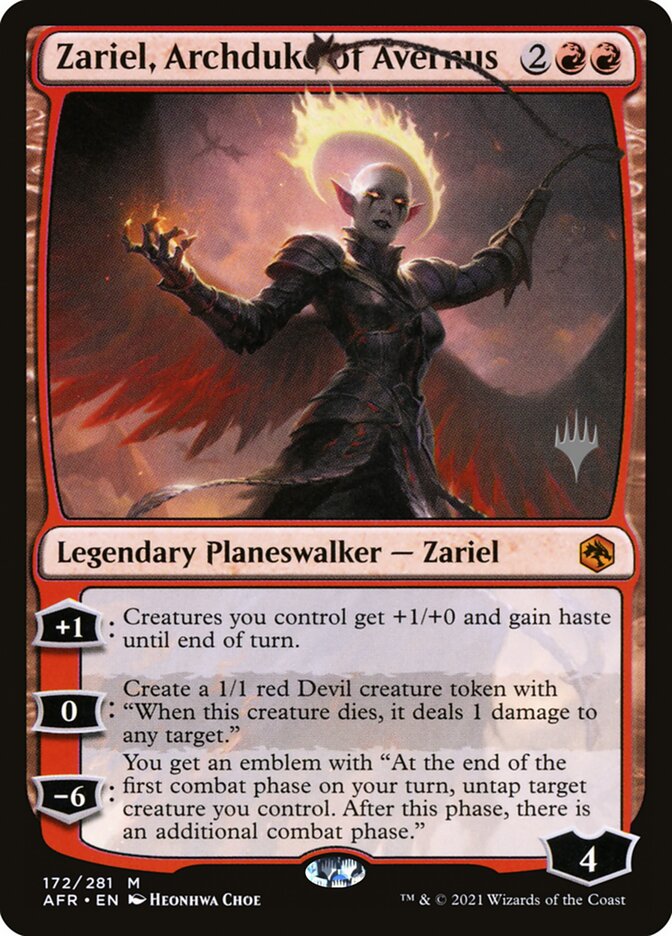 Zariel, Archduke of Avernus 2
Legendary Planeswalker — Zariel
+1: Creatures you control get +1/+0 and gain haste
until end of turn.
0: Create a 1/1 red Devil creature token with
“When this creature dies, it deals 1 damage to
any target.”
-6: You get an emblem with “At the end of the
first combat phase on your turn, untap target
creature you control. After this phase, there is
an additional combat phase.”
4
172/281 M
AFR • EN Heonhwa Choe
™ & © 2021 Wizards of the Coast